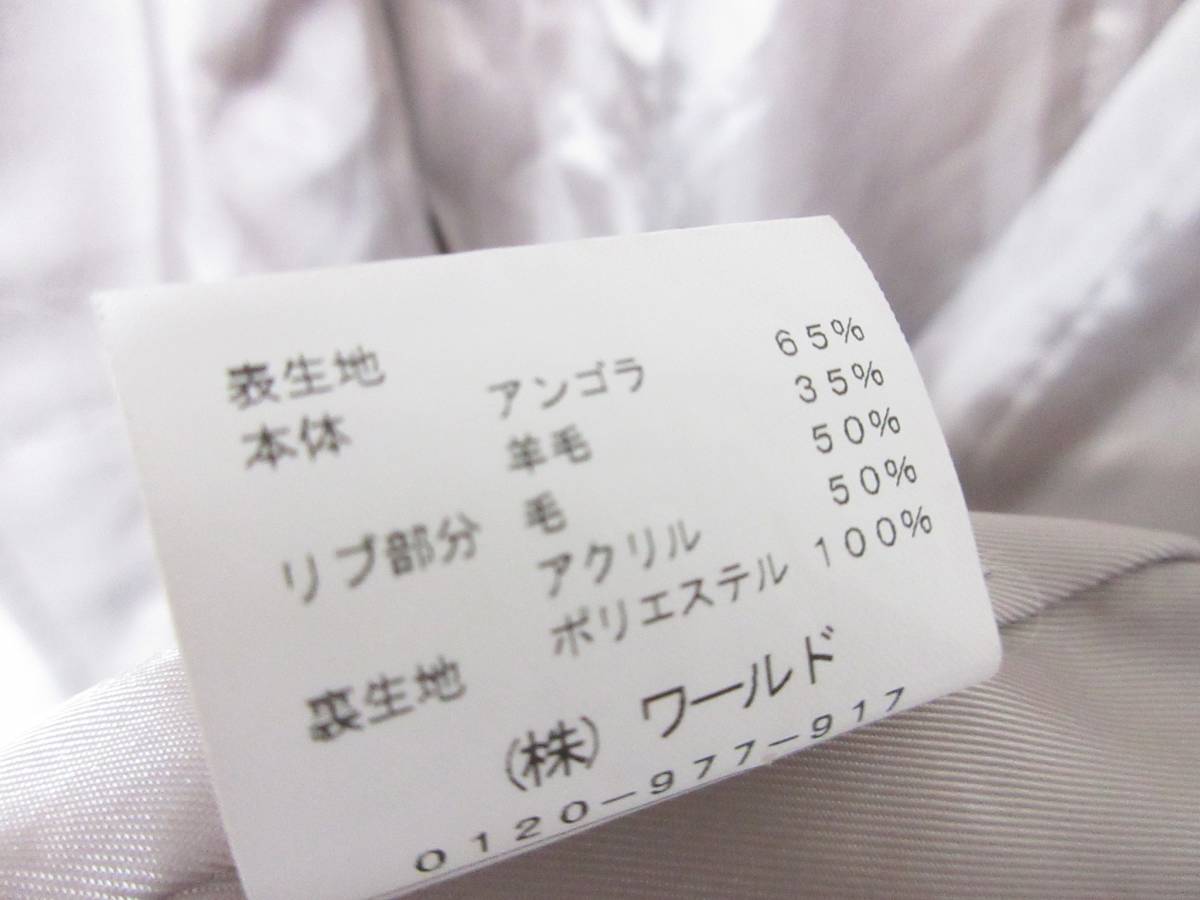 表生地
本体 アンゴラ 65%
羊毛 35%
リブ部分 毛 50%
アクリル 50%
裏生地 ポリエステル 100%
(株) ワールド
0120-977-917